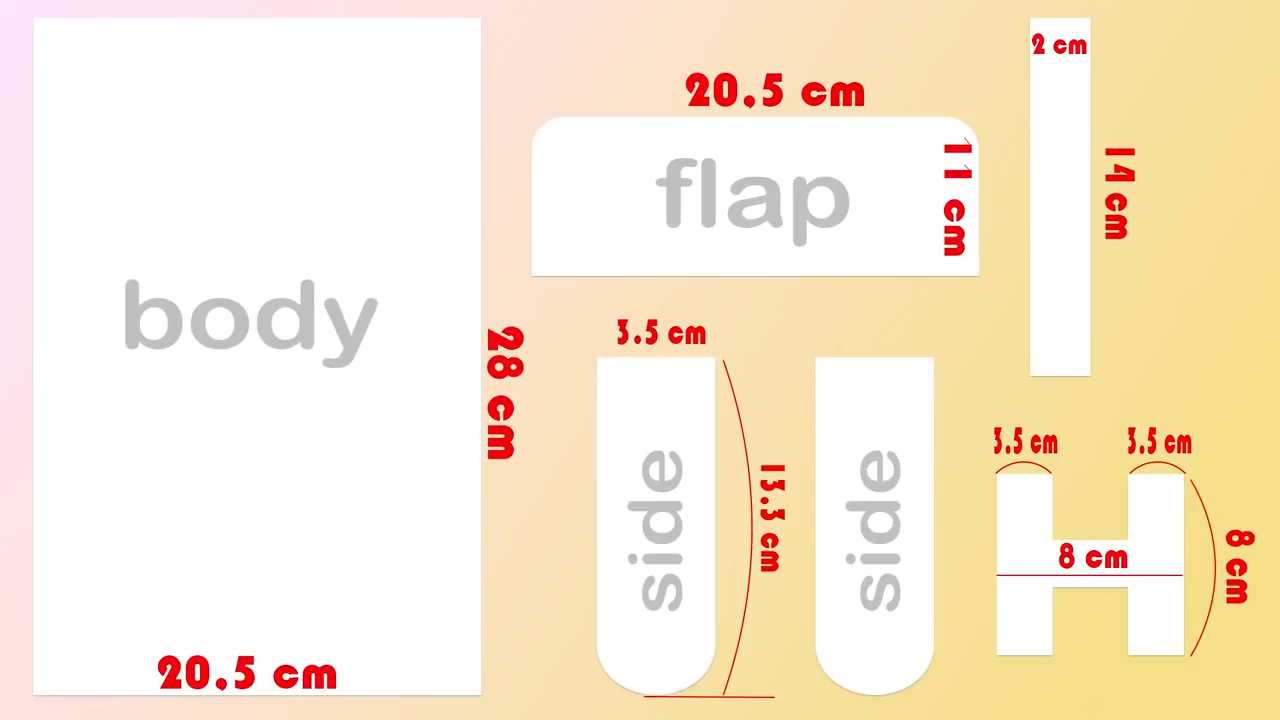 body
28 cm
20.5 cm
20.5 cm
flap
11 cm
2 cm
14 cm
3.5 cm
side
13.5 cm
side
3.5 cm
3.5 cm
8 cm
8 cm